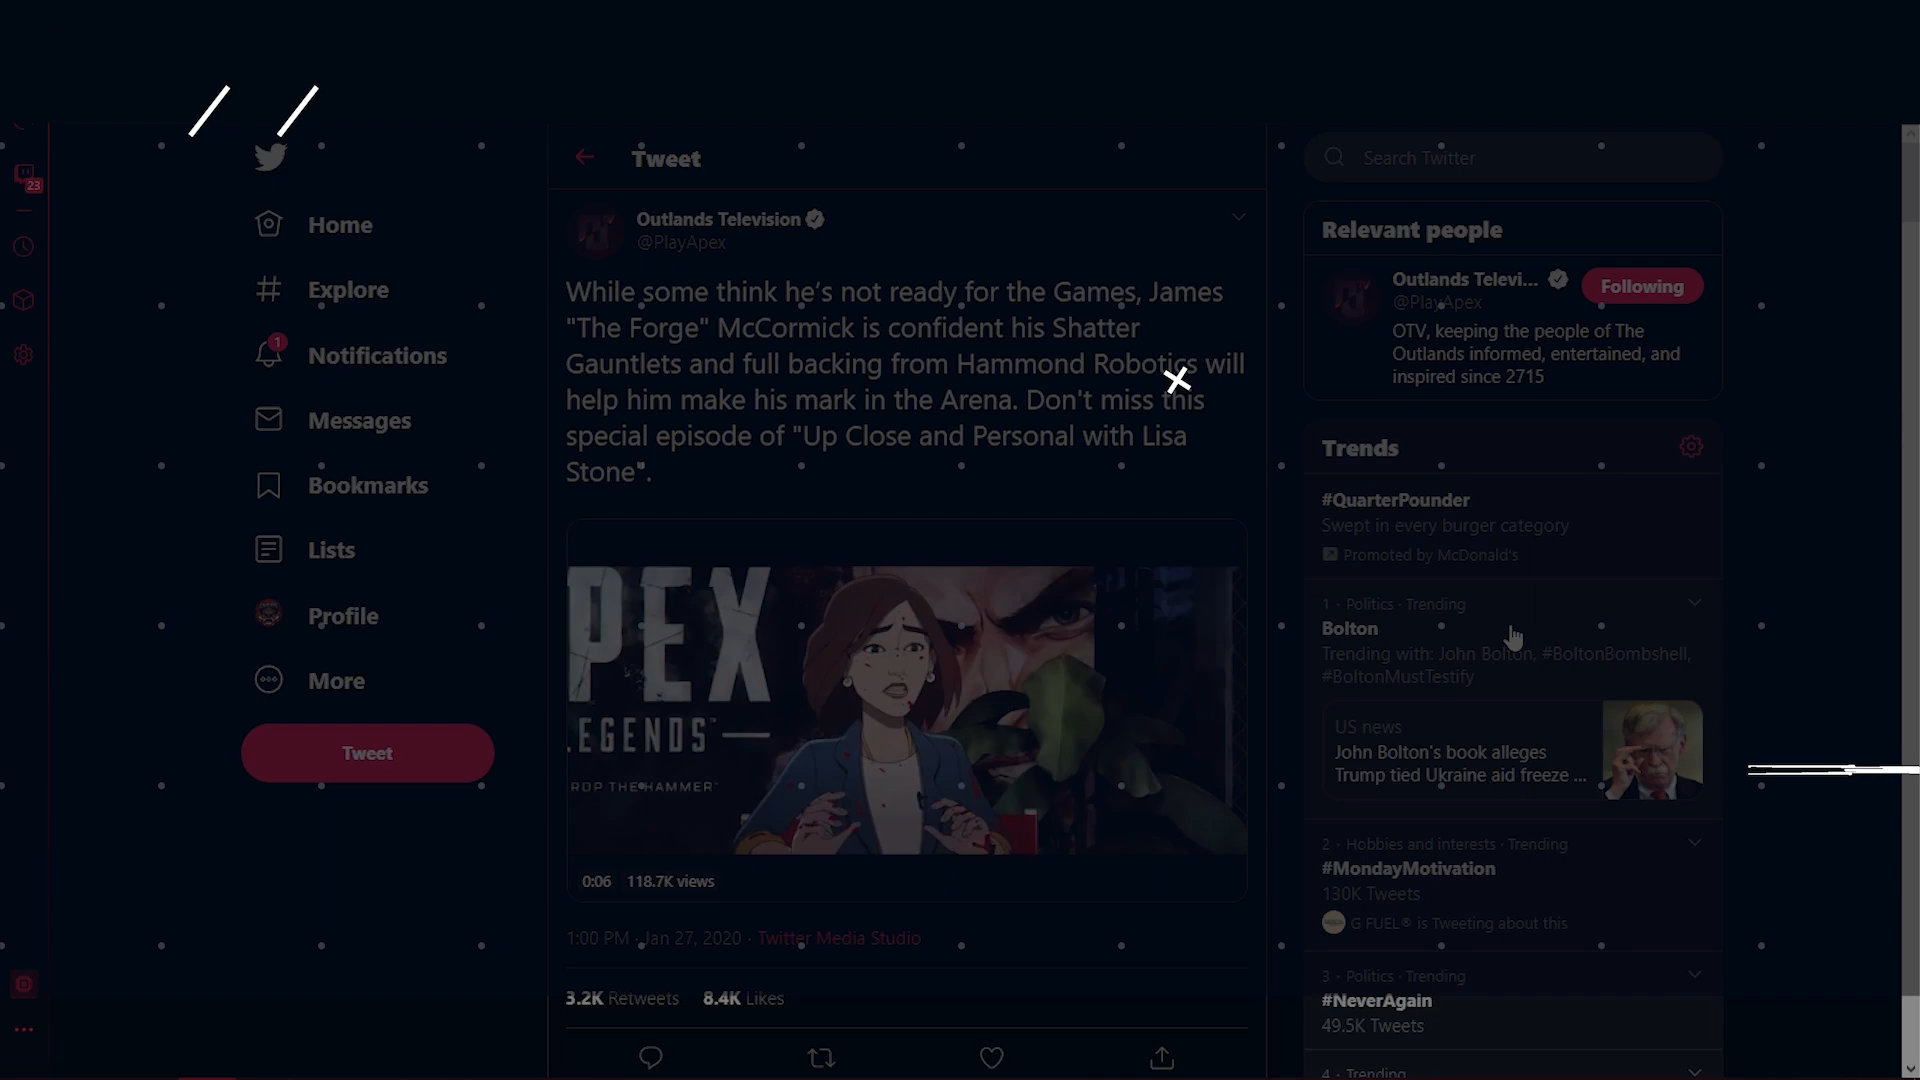 23
Home
Explore
1
Notifications
Messages
Bookmarks
Lists
Profile
More
Tweet
Tweet
Outlands Television
@PlayApex
While some think he's not ready for the Games, James
"The Forge" McCormick is confident his Shatter
Gauntlets and full backing from Hammond Robotics will
help him make his mark in the Arena. Don't miss this
special episode of "Up Close and Personal with Lisa
Stone".
PEX
LEGENDS
ROP THE HAMMER
0:06 118.7K views
1:00 PM · Jan 27, 2020 · Twitter Media Studio
3.2K Retweets 8.4K Likes
Search Twitter
Relevant people
Outlands Televi...
@PlayApex
Following
OTV, keeping the people of The
Outlands informed, entertained, and
inspired since 2715
Trends
#QuarterPounder
Swept in every burger category
Promoted by McDonald's
1 · Politics · Trending
Bolton
Trending with: John Bolton, #BoltonBombshell,
#BoltonMustTestify
US news
John Bolton's book alleges
Trump tied Ukraine aid freeze ...
2 · Hobbies and interests · Trending
#MondayMotivation
130K Tweets
G FUEL® is Tweeting about this
3 · Politics · Trending
#NeverAgain
49.5K Tweets
4 · Trending